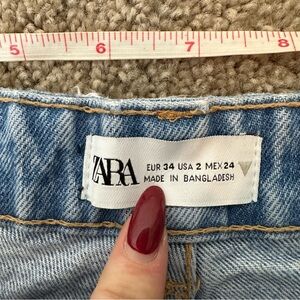 5 6 7 8
ZARA
EUR 34 USA 2 MEX 24
MADE IN BANGLADESH